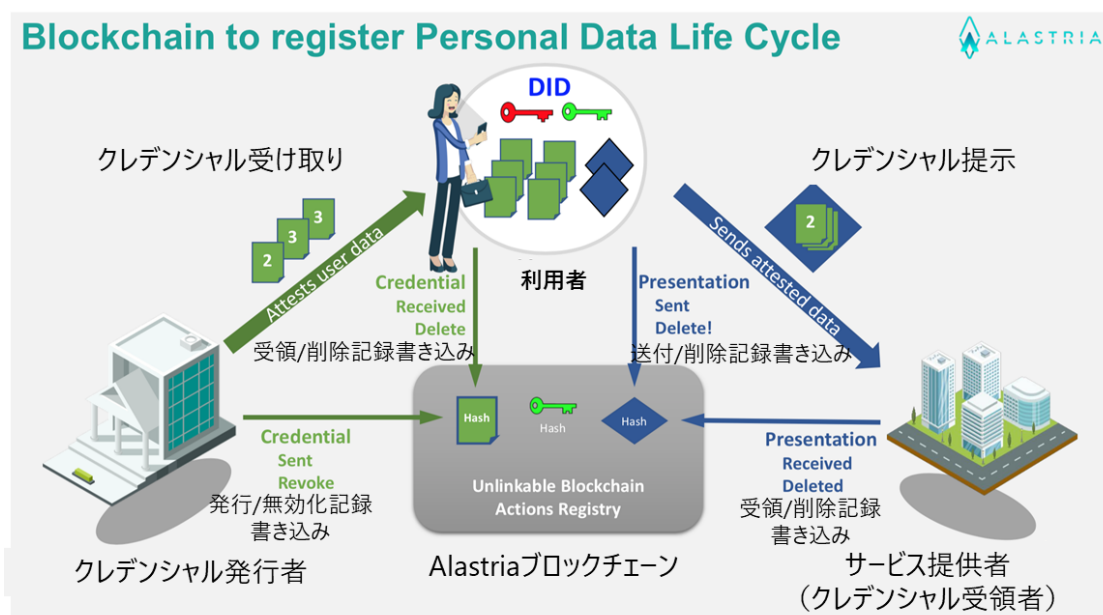 Blockchain to register Personal Data Life Cycle
ALASTRIA
DID
クレデンシャル受け取り
クレデンシャル提示
2
3
3
Attests user data
2
Sends attested data
利用者
Credential
Received
Delete
受領/削除記録書き込み
Presentation
Sent
Delete!
送付/削除記録書き込み
Hash
Hash
Hash
Unlinkable Blockchain
Actions Registry
Credential
Sent
Revoke
発行/無効化記録
書き込み
Presentation
Received
Deleted
受領/削除記録
書き込み
クレデンシャル発行者
Alastriaブロックチェーン
サービス提供者
（クレデンシャル受領者）